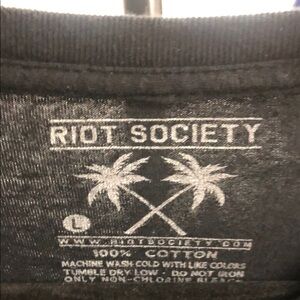 RIOT SOCIETY
L
WWW.RIOTSOCIETY.COM
100% COTTON
MACHINE WASH COLD WITH LIKE COLORS
TUMBLE DRY LOW • DO NOT IRON
ONLY NON-CHLORINE BLEACH